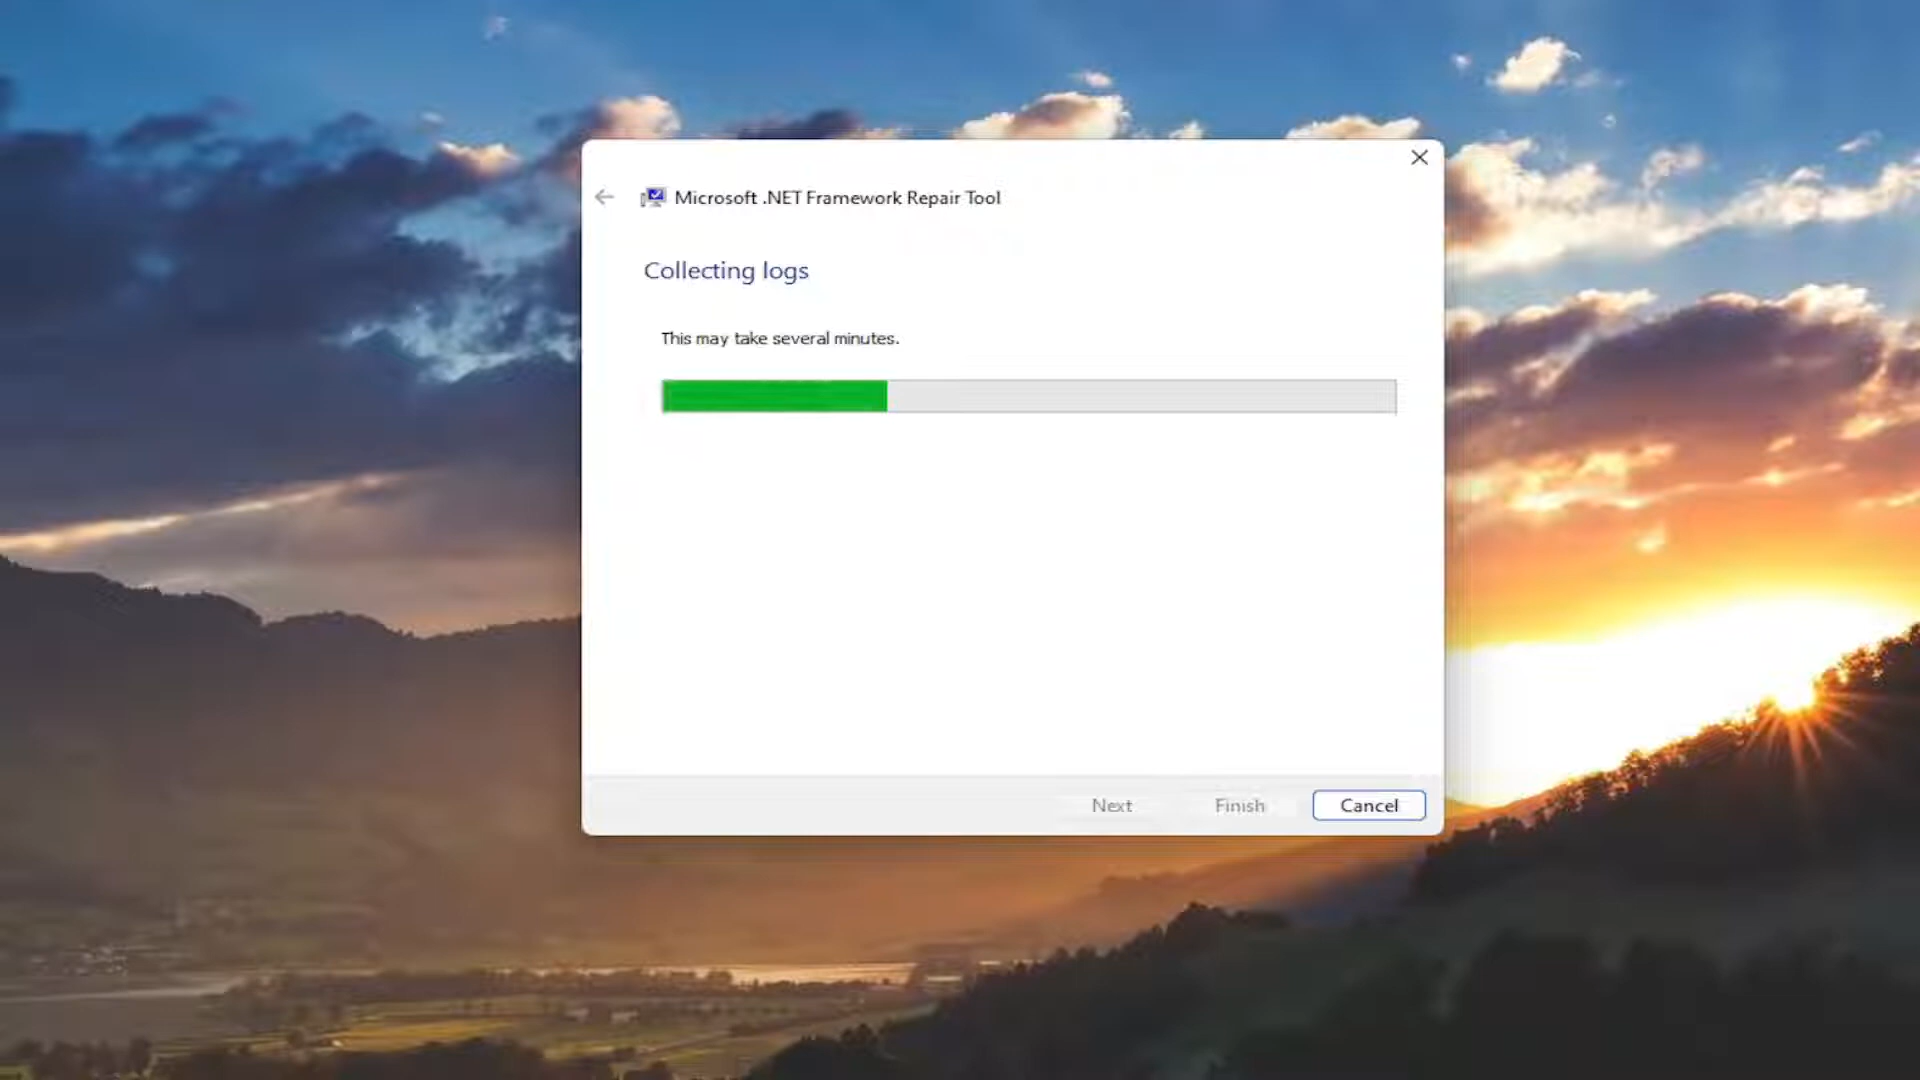 Microsoft .NET Framework Repair Tool
Collecting logs
This may take several minutes.
Next
Finish
Cancel